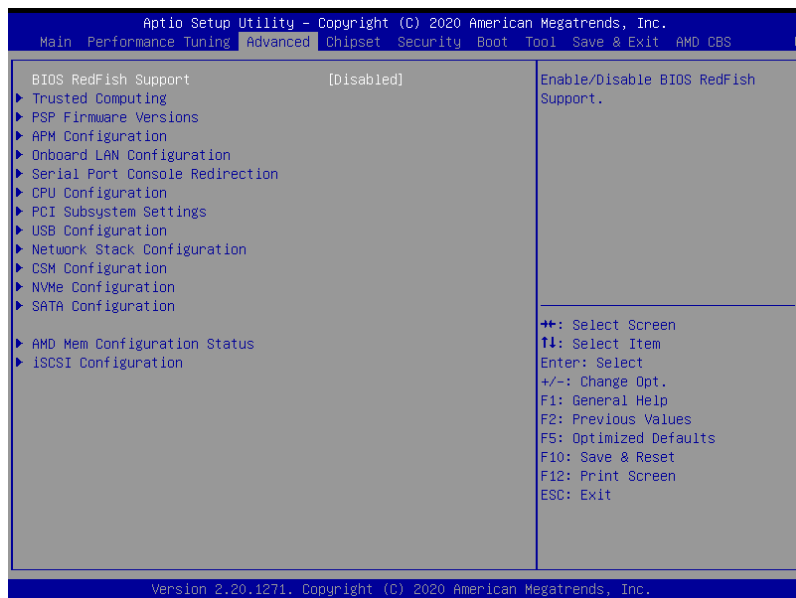 Aptio Setup Utility – Copyright (C) 2020 American Megatrends, Inc.
Main Performance Tuning Advanced Chipset Security Boot Tool Save & Exit AMD CBS
BIOS RedFish Support [Disabled]
Trusted Computing
PSP Firmware Versions
APM Configuration
Onboard LAN Configuration
Serial Port Console Redirection
CPU Configuration
PCI Subsystem Settings
USB Configuration
Network Stack Configuration
CSM Configuration
NVMe Configuration
SATA Configuration
AMD Mem Configuration Status
iSCSI Configuration
Enable/Disable BIOS RedFish
Support.
→←: Select Screen
↑↓: Select Item
Enter: Select
+/-: Change Opt.
F1: General Help
F2: Previous Values
F5: Optimized Defaults
F10: Save & Reset
F12: Print Screen
ESC: Exit
Version 2.20.1271. Copyright (C) 2020 American Megatrends, Inc.